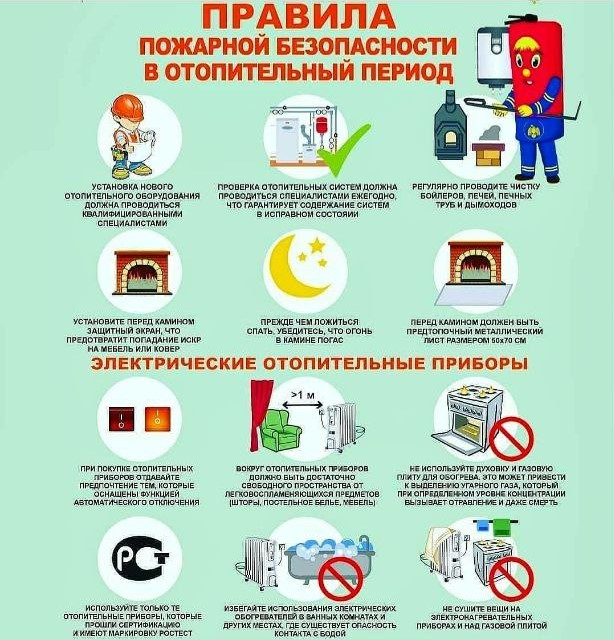 ПРАВИЛА
ПОЖАРНОЙ БЕЗОПАСНОСТИ
В ОТОПИТЕЛЬНЫЙ ПЕРИОД
УСТАНОВКА НОВОГО
ОТОПИТЕЛЬНОГО ОБОРУДОВАНИЯ
ДОЛЖНА ПРОВОДИТЬСЯ
КВАЛИФИЦИРОВАННЫМИ
СПЕЦИАЛИСТАМИ
ПРОВЕРКА ОТОПИТЕЛЬНЫХ СИСТЕМ ДОЛЖНА
ПРОВОДИТЬСЯ СПЕЦИАЛИСТАМИ ЕЖЕГОДНО,
ЧТО ГАРАНТИРУЕТ СОДЕРЖАНИЕ СИСТЕМ
В ИСПРАВНОМ СОСТОЯИИ
РЕГУЛЯРНО ПРОВОДИТЕ ЧИСТКУ
БОЙЛЕРОВ, ПЕЧЕЙ, ПЕЧНЫХ
ТРУБ И ДЫМОХОДОВ
УСТАНОВИТЕ ПЕРЕД КАМИНОМ
ЗАЩИТНЫЙ ЭКРАН, ЧТО
ПРЕДОТВРАТИТ ПОПАДАНИЕ ИСКР
НА МЕБЕЛЬ ИЛИ КОВЕР
ПРЕЖДЕ ЧЕМ ЛОЖИТЬСЯ
СПАТЬ, УБЕДИТЕСЬ, ЧТО ОГОНЬ
В КАМИНЕ ПОГАС
ПЕРЕД КАМИНОМ ДОЛЖЕН БЫТЬ
ПРЕДТОПОЧНЫЙ МЕТАЛЛИЧЕСКИЙ
ЛИСТ РАЗМЕРОМ 50х70 СМ
ЭЛЕКТРИЧЕСКИЕ ОТОПИТЕЛЬНЫЕ ПРИБОРЫ
>1 м
ПРИ ПОКУПКЕ ОТОПИТЕЛЬНЫХ
ПРИБОРОВ ОТДАВАЙТЕ
ПРЕДПОЧТЕНИЕ ТЕМ, КОТОРЫЕ
ОСНАЩЕНЫ ФУНКЦИЕЙ
АВТОМАТИЧЕСКОГО ОТКЛЮЧЕНИЯ
ВОКРУГ ОТОПИТЕЛЬНЫХ ПРИБОРОВ
ДОЛЖНО БЫТЬ ДОСТАТОЧНО
СВОБОДНОГО ПРОСТРАНСТВА ОТ
ЛЕГКОВОСПЛАМЕНЯЮЩИХСЯ ПРЕДМЕТОВ
(ШТОРЫ, ПОСТЕЛЬНОЕ БЕЛЬЕ, МЕБЕЛЬ)
НЕ ИСПОЛЬЗУЙТЕ ДУХОВКУ И ГАЗОВУЮ
ПЛИТУ ДЛЯ ОБОГРЕВА. ЭТО МОЖЕТ ПРИВЕСТИ
К ВЫДЕЛЕНИЮ УГАРНОГО ГАЗА, КОТОРЫЙ
ПРИ ОПРЕДЕЛЕННОМ УРОВНЕ КОНЦЕНТРАЦИИ
ВЫЗЫВАЕТ ОТРАВЛЕНИЕ И ДАЖЕ СМЕРТЬ
РСТ
ИСПОЛЬЗУЙТЕ ТОЛЬКО ТЕ
ОТОПИТЕЛЬНЫЕ ПРИБОРЫ, КОТОРЫЕ
ПРОШЛИ СЕРТИФИКАЦИЮ
И ИМЕЮТ МАРКИРОВКУ РОСТЕСТ
ИЗБЕГАЙТЕ ИСПОЛЬЗОВАНИЯ ЭЛЕКТРИЧЕСКИХ
ОБОГРЕВАТЕЛЕЙ В ВАННЫХ КОМНАТАХ И
ДРУГИХ МЕСТАХ, ГДЕ СУЩЕСТВУЕТ ОПАСНОСТЬ
КОНТАКТА С ВОДОЙ
НЕ СУШИТЕ ВЕЩИ НА
ЭЛЕКТРОНАГРЕВАТЕЛЬНЫХ
ПРИБОРАХ И НАД ГАЗОВОЙ ПЛИТОЙ